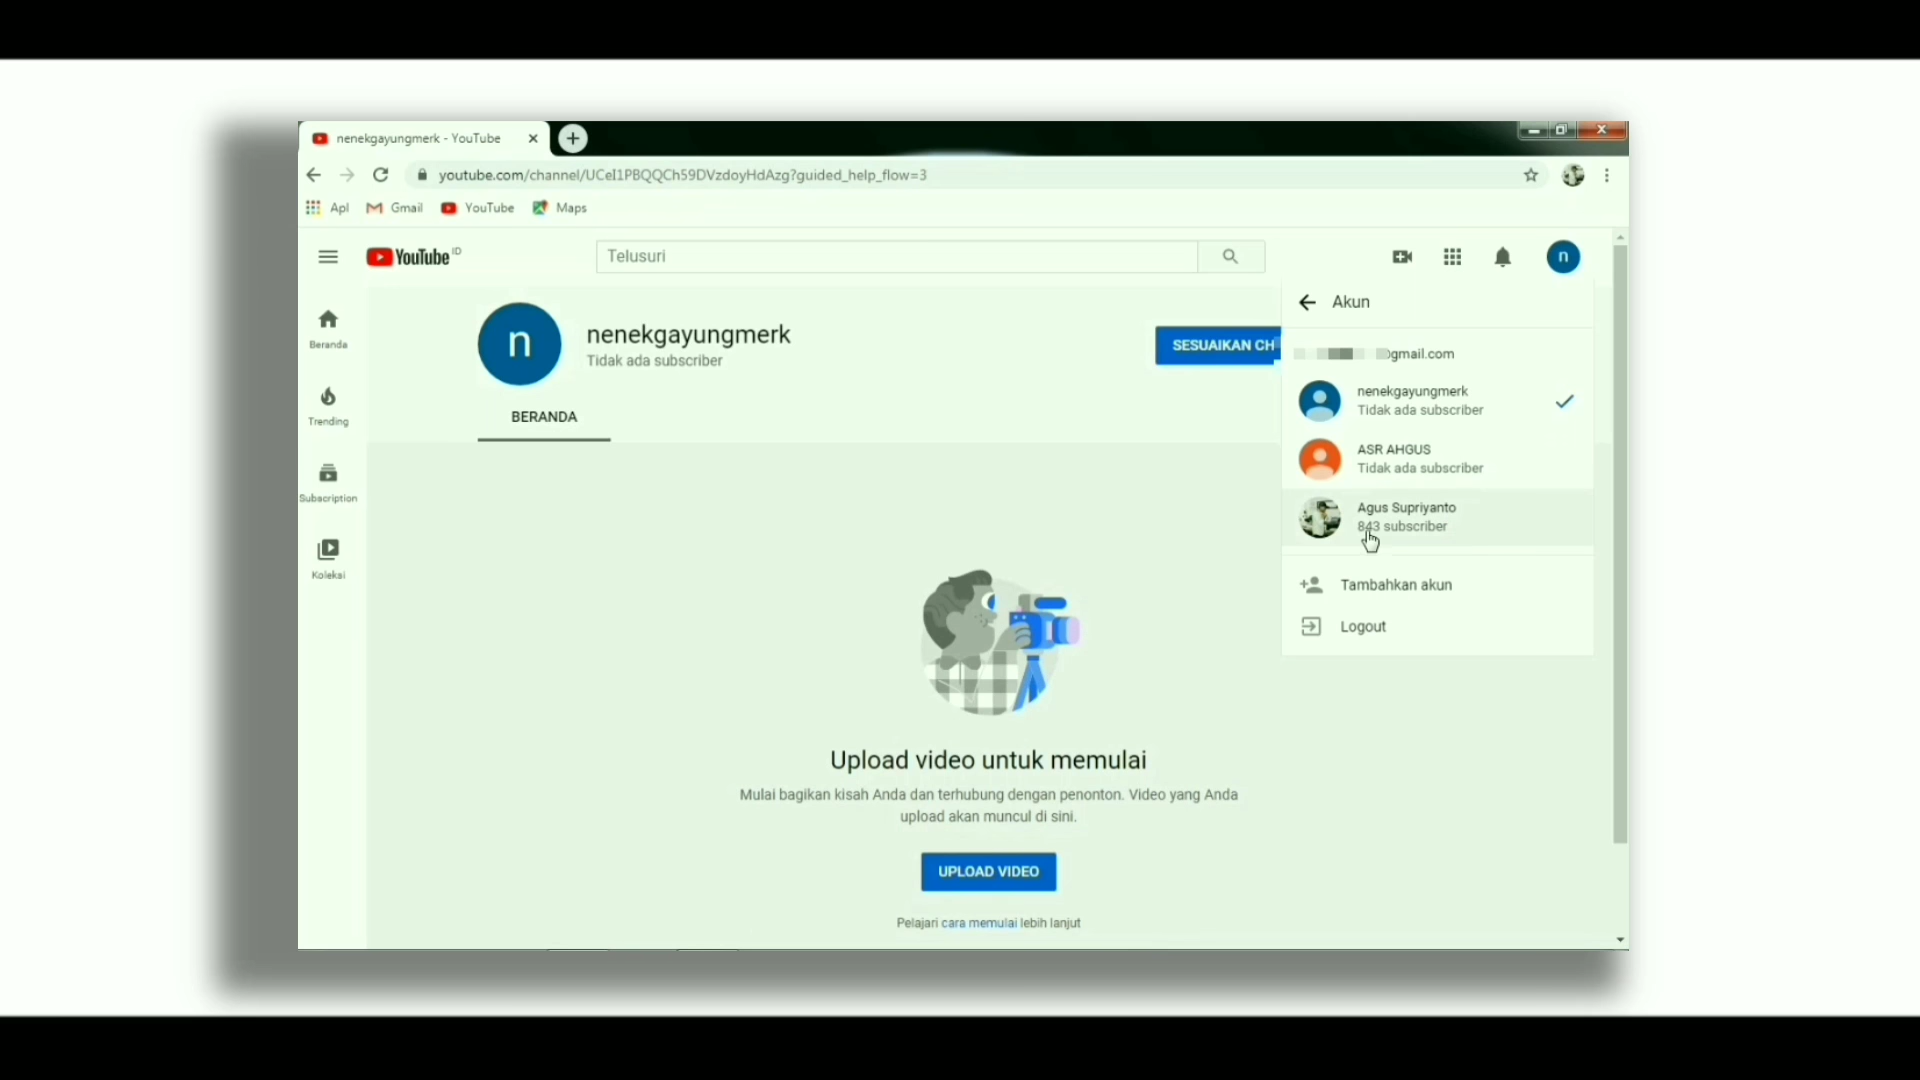 nenekgayungmerk - YouTube
youtube.com/channel/UCeI1PBQQCh59DVzdoyHdAzg?guided_help_flow=3
Apl Gmail YouTube Maps
YouTube ID
Telusuri
n
Beranda
Trending
Subscription
Koleksi
n
nenekgayungmerk
Tidak ada subscriber
SESUAIKAN CH
BERANDA
Akun
@gmail.com
nenekgayungmerk
Tidak ada subscriber
ASR AHGUS
Tidak ada subscriber
Agus Supriyanto
843 subscriber
Tambahkan akun
Logout
Upload video untuk memulai
Mulai bagikan kisah Anda dan terhubung dengan penonton. Video yang Anda
upload akan muncul di sini.
UPLOAD VIDEO
Pelajari cara memulai lebih lanjut